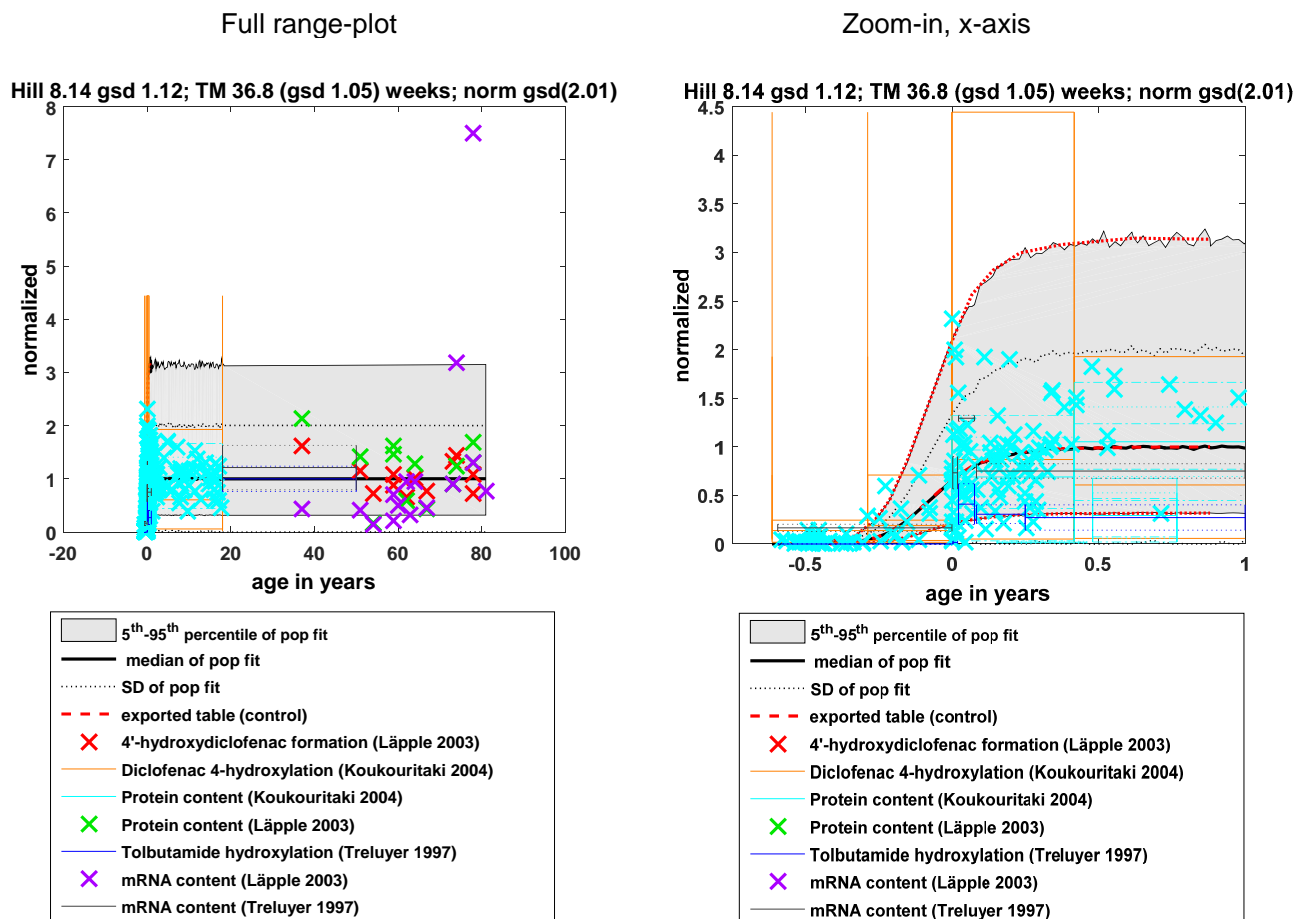 Full range-plot
Hill 8.14 gsd 1.12; TM 36.8 (gsd 1.05) weeks; norm gsd(2.01)
normalized
8
7
6
5
4
3
2
1
0
-20
0
20
40
60
80
100
age in years
5th-95th percentile of pop fit
median of pop fit
SD of pop fit
exported table (control)
4'-hydroxydiclofenac formation (Läpple 2003)
Diclofenac 4-hydroxylation (Koukouritaki 2004)
Protein content (Koukouritaki 2004)
Protein content (Läpple 2003)
Tolbutamide hydroxylation (Treluyer 1997)
mRNA content (Läpple 2003)
mRNA content (Treluyer 1997)
Zoom-in, x-axis
Hill 8.14 gsd 1.12; TM 36.8 (gsd 1.05) weeks; norm gsd(2.01)
normalized
4.5
4
3.5
3
2.5
2
1.5
1
0.5
0
-0.5
0
0.5
1
age in years
5th-95th percentile of pop fit
median of pop fit
SD of pop fit
exported table (control)
4'-hydroxydiclofenac formation (Läpple 2003)
Diclofenac 4-hydroxylation (Koukouritaki 2004)
Protein content (Koukouritaki 2004)
Protein content (Läpple 2003)
Tolbutamide hydroxylation (Treluyer 1997)
mRNA content (Läpple 2003)
mRNA content (Treluyer 1997)